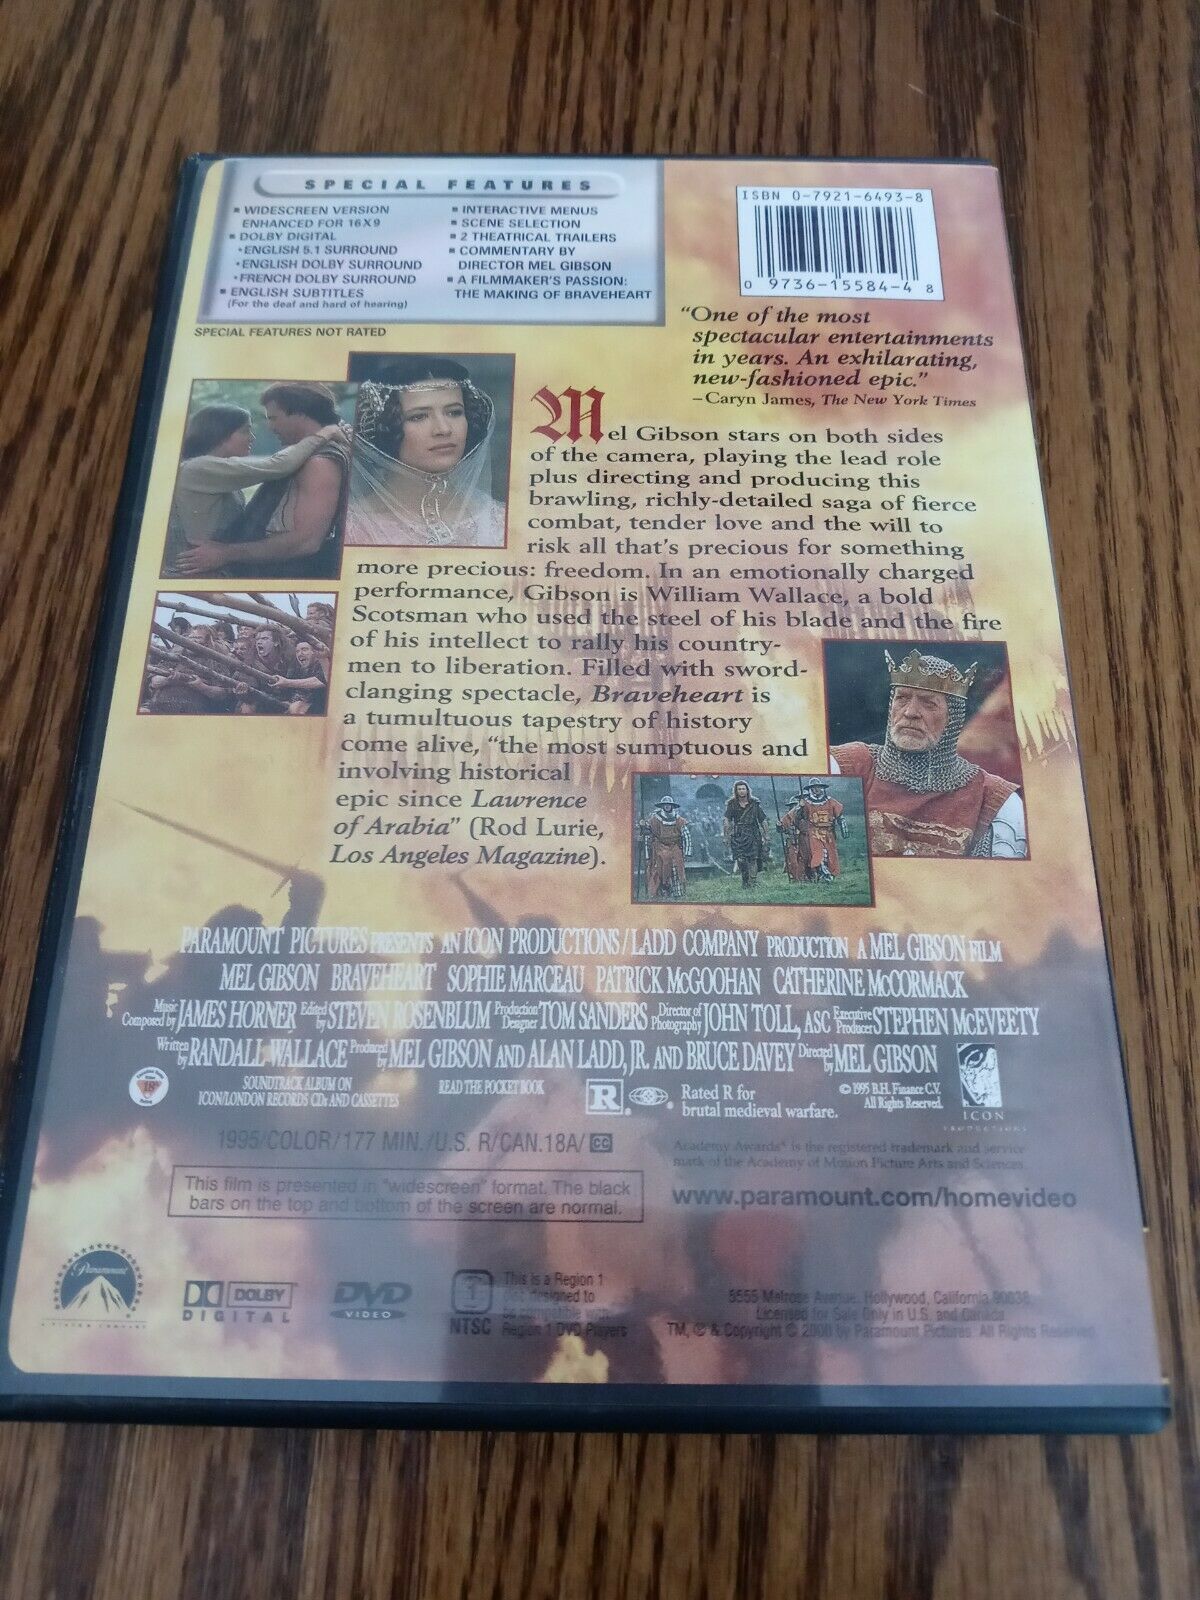 SPECIAL FEATURES
▪ WIDESCREEN VERSION
ENHANCED FOR 16X9
▪ DOLBY DIGITAL
•ENGLISH 5.1 SURROUND
•ENGLISH DOLBY SURROUND
•FRENCH DOLBY SURROUND
▪ ENGLISH SUBTITLES
(For the deaf and hard of hearing)
▪ INTERACTIVE MENUS
▪ SCENE SELECTION
▪ 2 THEATRICAL TRAILERS
▪ COMMENTARY BY
DIRECTOR MEL GIBSON
▪ A FILMMAKER'S PASSION:
THE MAKING OF BRAVEHEART
SPECIAL FEATURES NOT RATED
ISBN 0-7921-6493-8
0 9736-15584-4 8
“One of the most
spectacular entertainments
in years. An exhilarating,
new-fashioned epic.”
–Caryn James, The New York Times
Mel Gibson stars on both sides
of the camera, playing the lead role
plus directing and producing this
brawling, richly-detailed saga of fierce
combat, tender love and the will to
risk all that's precious for something
more precious: freedom. In an emotionally charged
performance, Gibson is William Wallace, a bold
Scotsman who used the steel of his blade and the fire
of his intellect to rally his country-
men to liberation. Filled with sword-
clanging spectacle, Braveheart is
a tumultuous tapestry of history
come alive, “the most sumptuous and
involving historical
epic since Lawrence
of Arabia” (Rod Lurie,
Los Angeles Magazine).
PARAMOUNT PICTURES PRESENTS AN ICON PRODUCTIONS/LADD COMPANY PRODUCTION A MEL GIBSON FILM
MEL GIBSON BRAVEHEART SOPHIE MARCEAU PATRICK McGOOHAN CATHERINE McCORMACK
Music Composed by JAMES HORNER Edited by STEVEN ROSENBLUM Production Designer TOM SANDERS Director of Photography JOHN TOLL, ASC Executive Producer STEPHEN McEVEETY
Written by RANDALL WALLACE Produced by MEL GIBSON AND ALAN LADD, JR. AND BRUCE DAVEY Directed by MEL GIBSON
18
SOUNDTRACK ALBUM ON
ICON/LONDON RECORDS CDs AND CASSETTES
READ THE POCKET BOOK
R
Rated R for
brutal medieval warfare.
© 1995 B.H. Finance C.V.
All Rights Reserved.
ICON
PRODUCTIONS
1995/COLOR/177 MIN./U.S. R/CAN.18A/ CC
Academy Awards® is the registered trademark and service
mark of the Academy of Motion Picture Arts and Sciences.
This film is presented in "widescreen" format. The black
bars on the top and bottom of the screen are normal.
www.paramount.com/homevideo
Paramount
DOLBY
DIGITAL
DVD
VIDEO
1
NTSC
This is a Region 1
disc designed to
be compatible with
Region 1 DVD Players
5555 Melrose Avenue, Hollywood, California 90038
Licensed for Sale Only in U.S. and Canada
TM, ® & Copyright © 2000 by Paramount Pictures. All Rights Reserved.